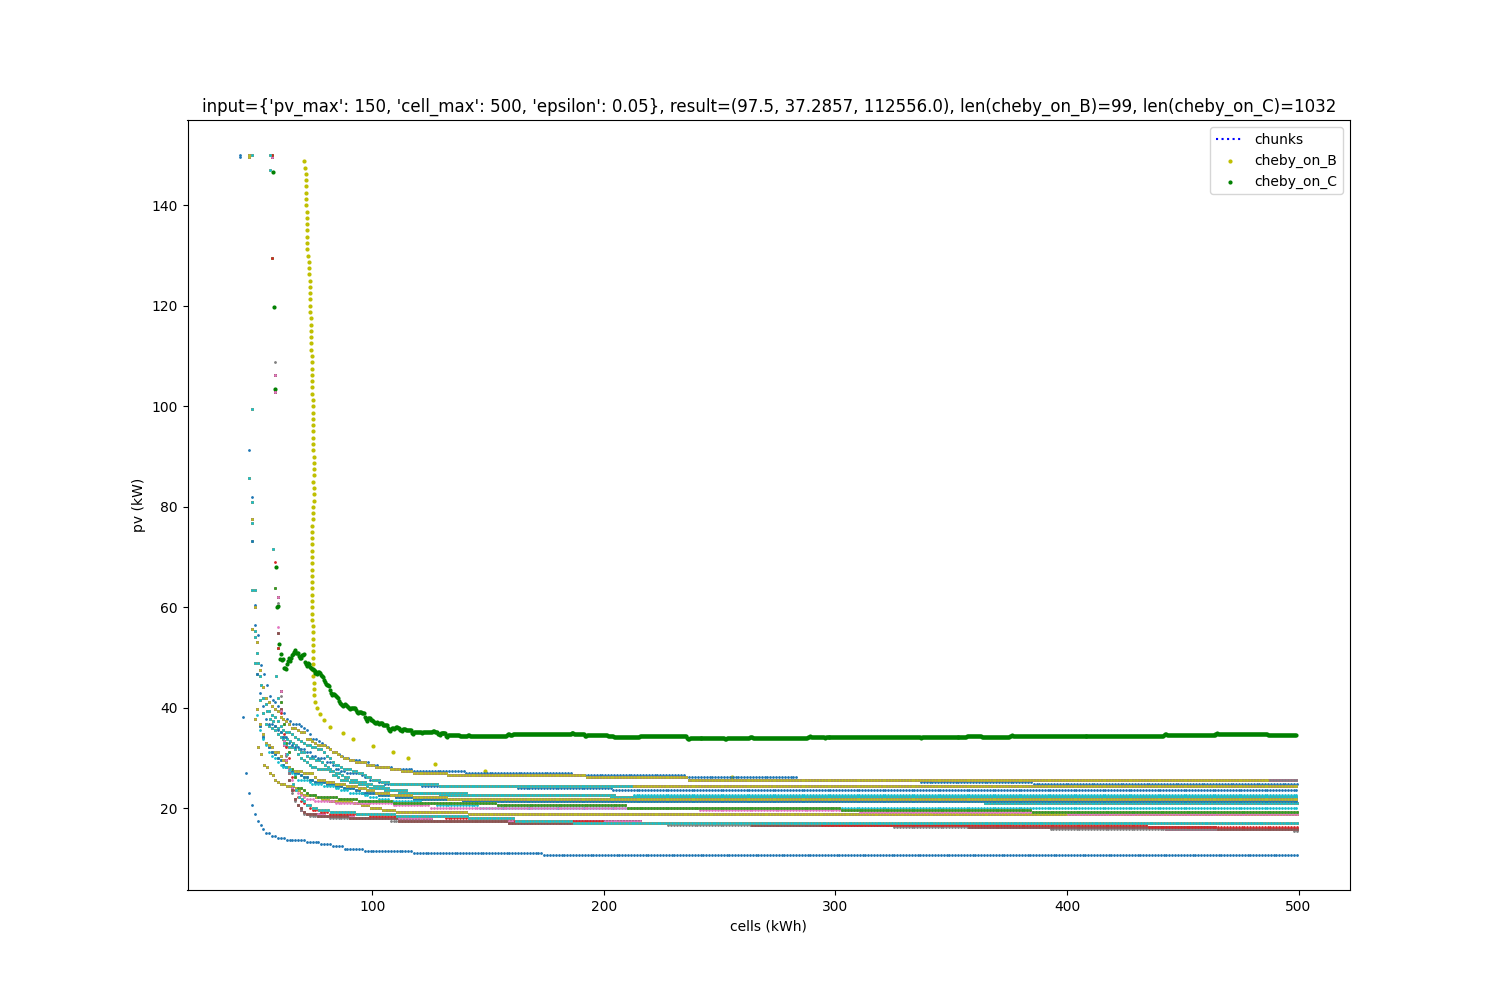 input={'pv_max': 150, 'cell_max': 500, 'epsilon': 0.05}, result=(97.5, 37.2857, 112556.0), len(cheby_on_B)=99, len(cheby_on_C)=1032
chunks
cheby_on_B
cheby_on_C
140
120
100
80
60
40
20
pv (kW)
100
200
300
400
500
cells (kWh)